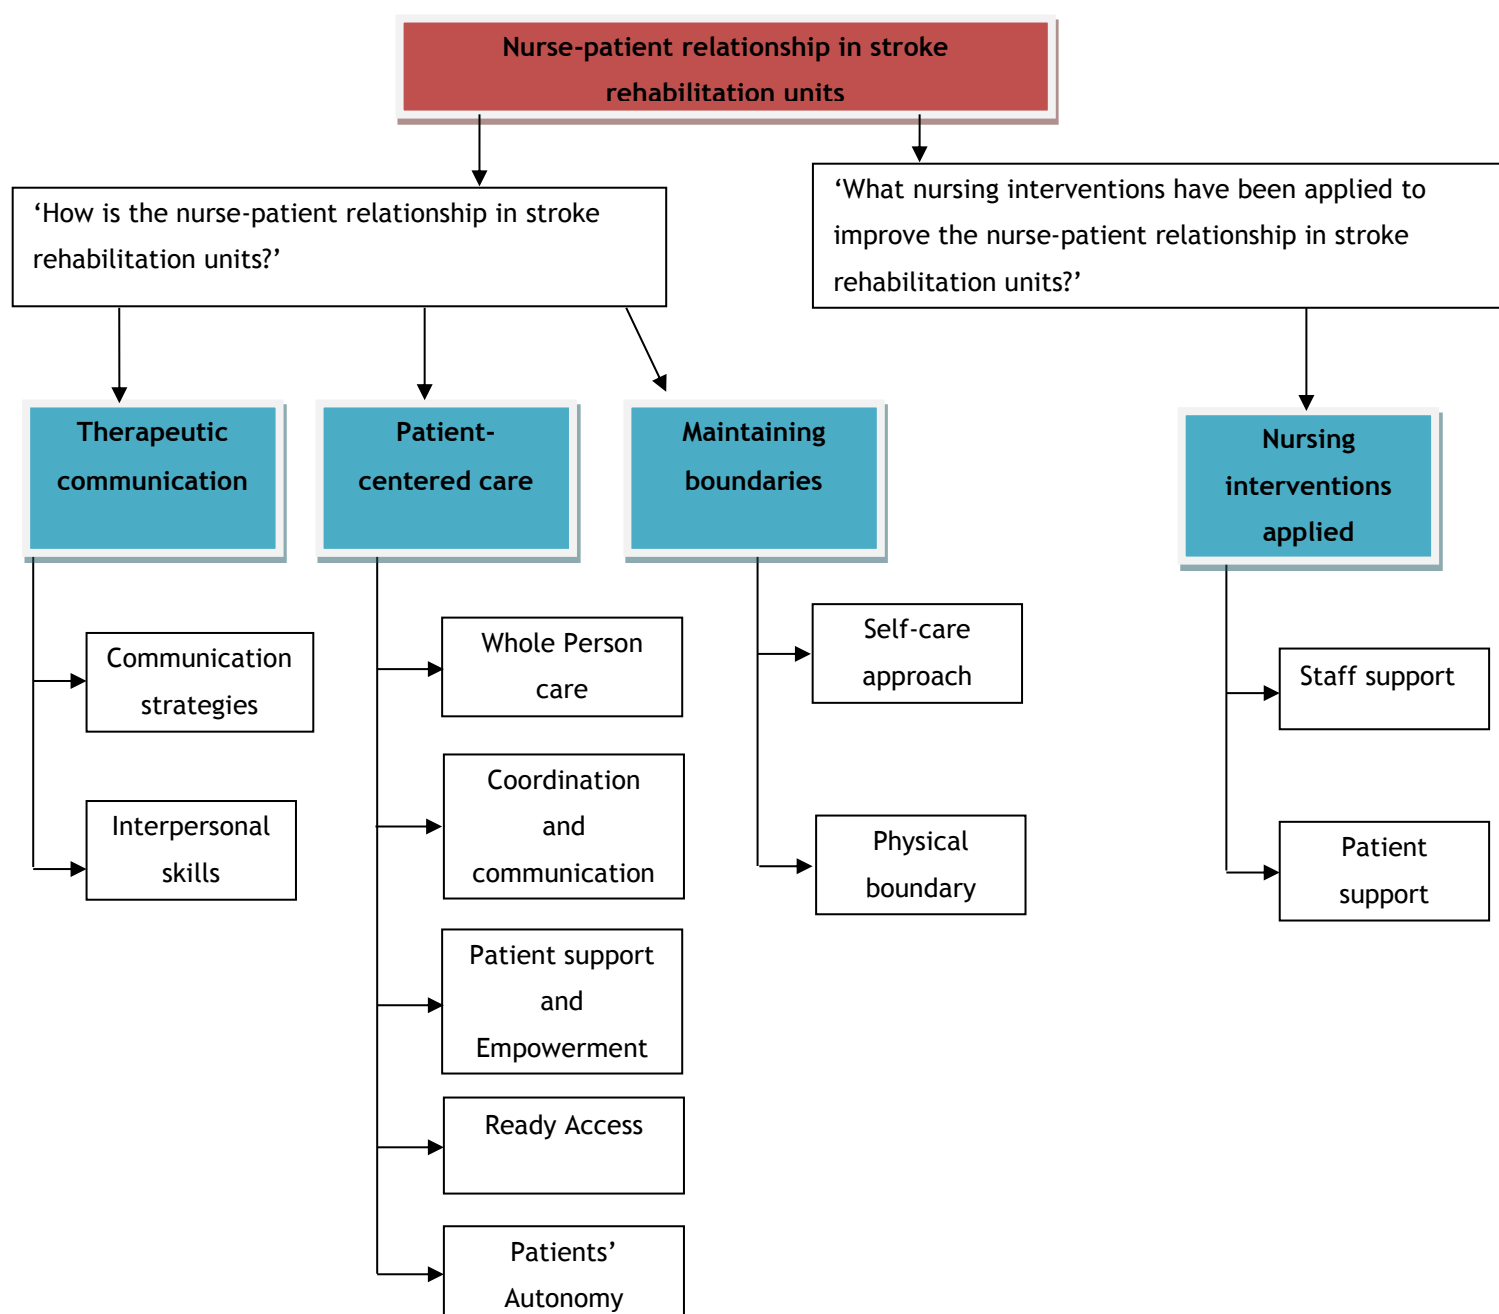 Nurse-patient relationship in stroke
rehabilitation units
‘How is the nurse-patient relationship in stroke
rehabilitation units?’
‘What nursing interventions have been applied to
improve the nurse-patient relationship in stroke
rehabilitation units?’
Therapeutic
communication
Patient-
centered care
Maintaining
boundaries
Nursing
interventions
applied
Communication
strategies
Interpersonal
skills
Whole Person
care
Coordination
and
communication
Patient support
and
Empowerment
Ready Access
Patients’
Autonomy
Self-care
approach
Physical
boundary
Staff support
Patient
support